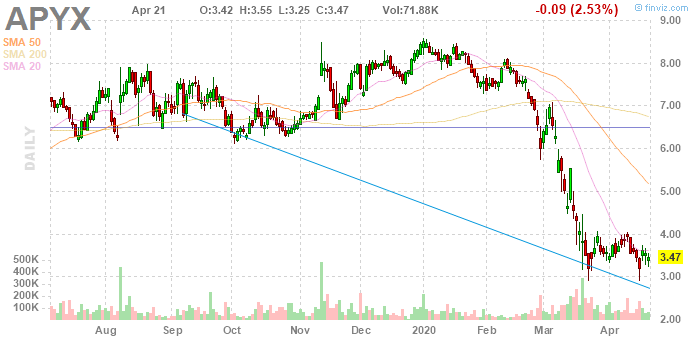 APYX Apr 21 O:3.42 H:3.55 L:3.25 C:3.47 Vol:71.88K -0.09 (2.53%) © finviz.com
SMA 50
SMA 200
SMA 20
DAILY
9.00
8.00
7.00
6.00
5.00
4.00
3.47
3.00
2.00
500K
400K
300K
200K
100K
Aug Sep Oct Nov Dec 2020 Feb Mar Apr